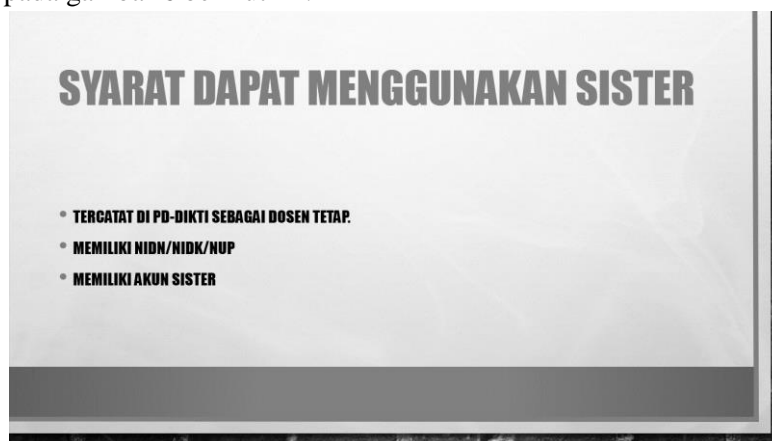 SYARAT DAPAT MENGGUNAKAN SISTER
• TERCATAT DI PD-DIKTI SEBAGAI DOSEN TETAP.
• MEMILIKI NIDN/NIDK/NUP
• MEMILIKI AKUN SISTER